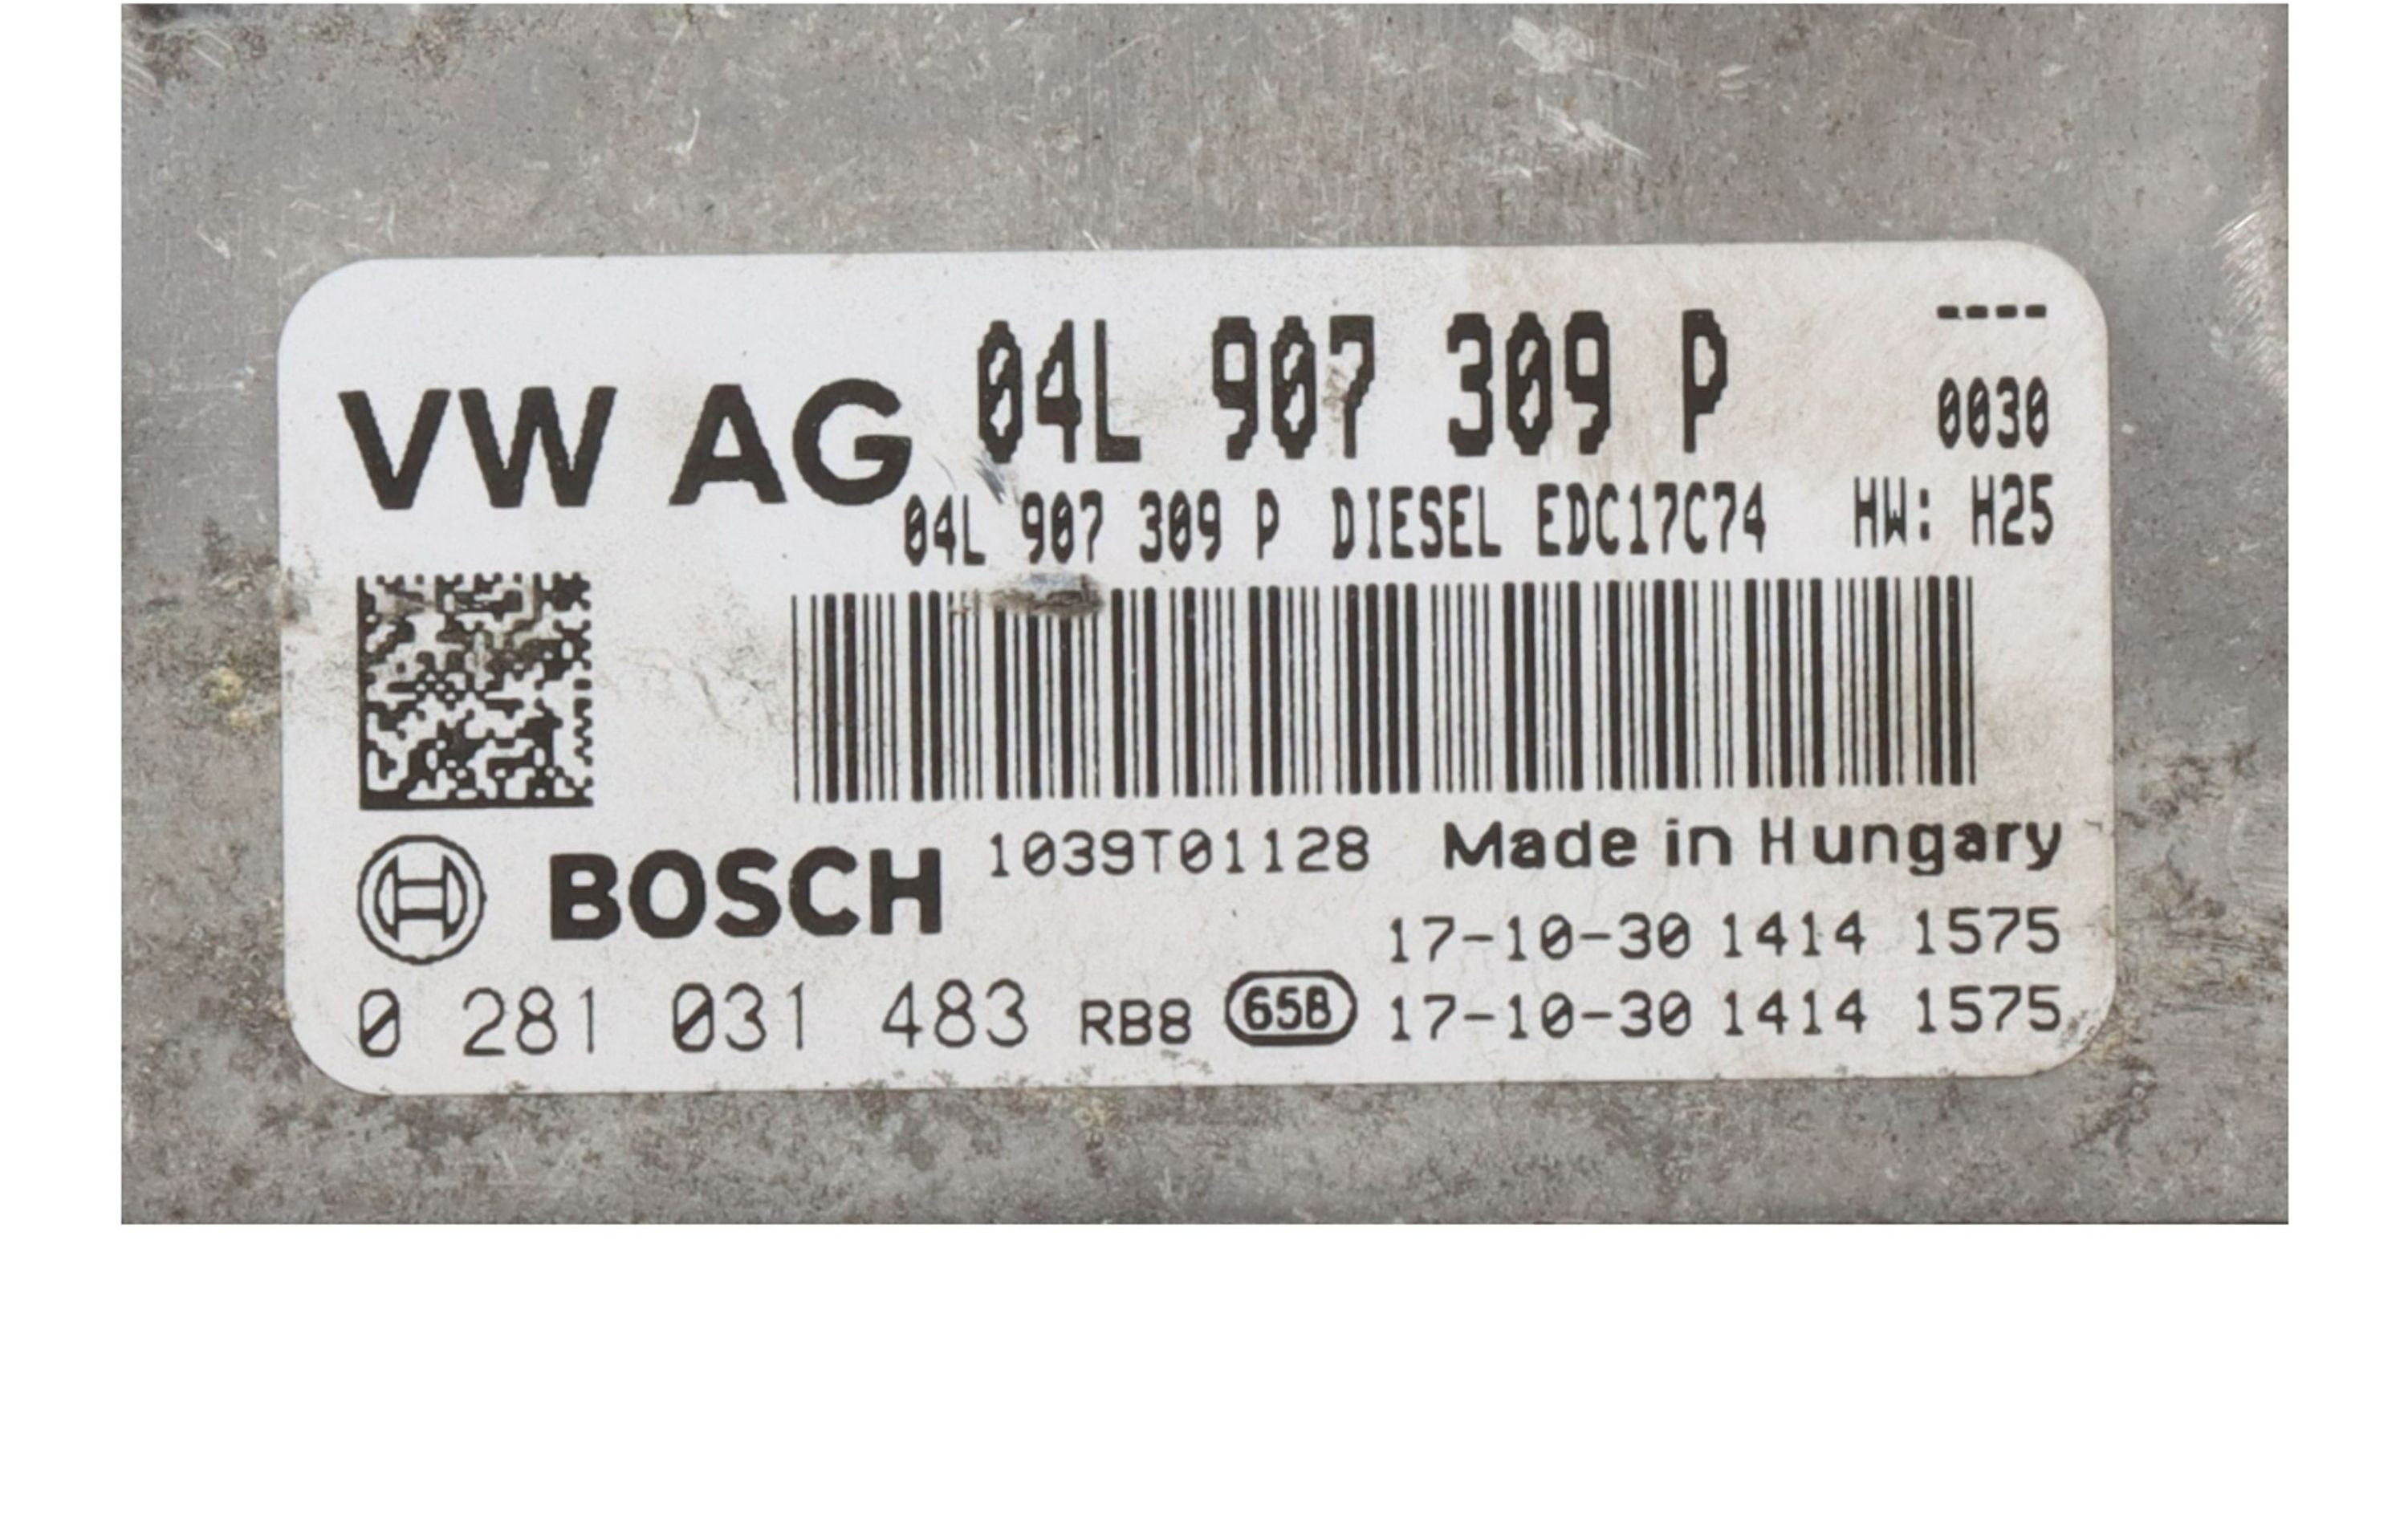 VW AG 04L 907 309 P ----
0030
04L 907 309 P DIESEL EDC17C74 HW: H25
BOSCH 1039T01128 Made in Hungary
17-10-30 1414 1575
0 281 031 483 RB8 65B 17-10-30 1414 1575